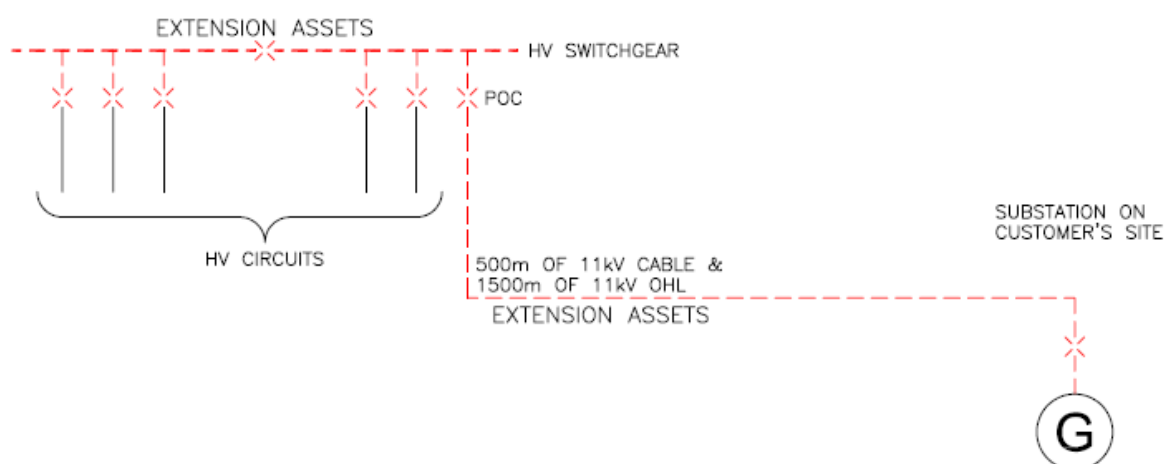 EXTENSION ASSETS
HV SWITCHGEAR
POC
SUBSTATION ON
CUSTOMER'S SITE
HV CIRCUITS
500m OF 11kV CABLE &
1500m OF 11kV OHL
EXTENSION ASSETS
G